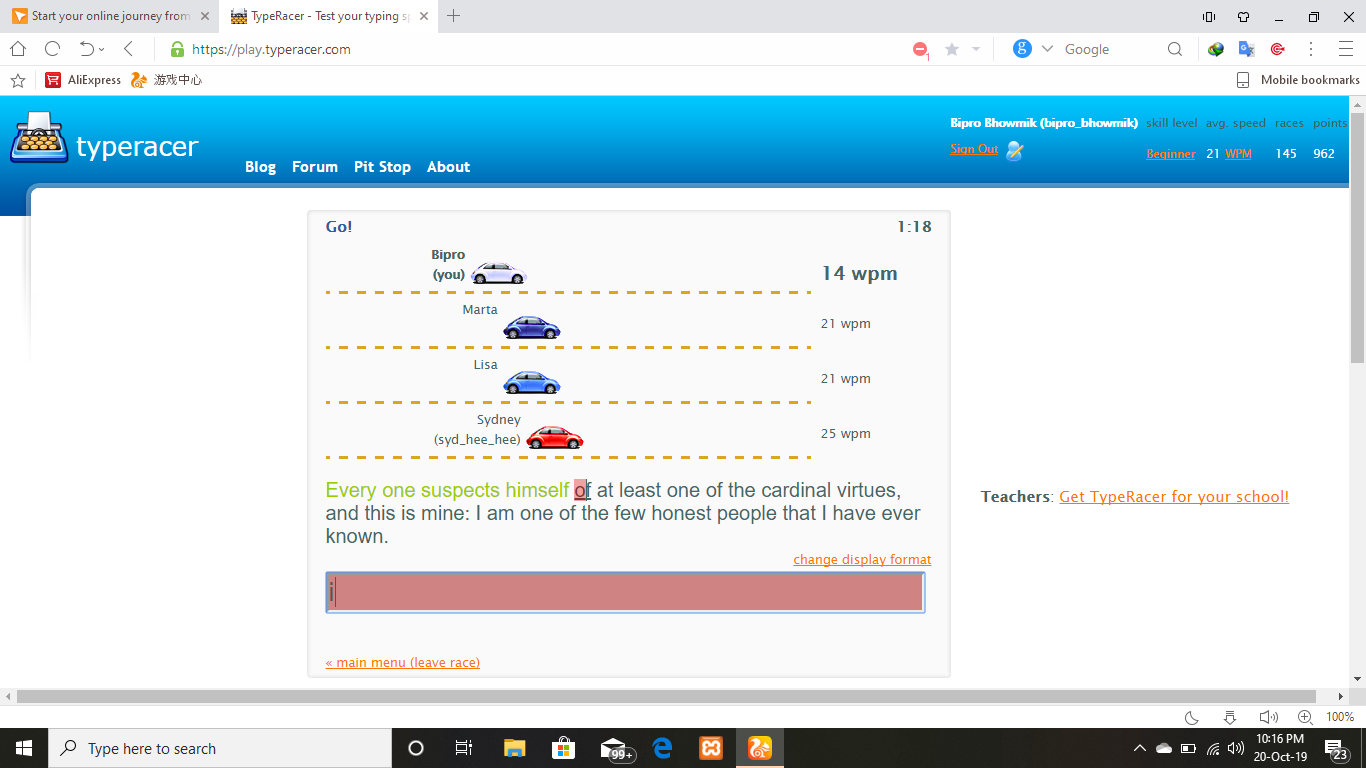 Start your online journey from
TypeRacer - Test your typing sp
https://play.typeracer.com
1
g
Google
AliExpress
游戏中心
Mobile bookmarks
typeracer
Blog
Forum
Pit Stop
About
Bipro Bhowmik (bipro_bhowmik)
skill level
avg. speed
races
points
Sign Out
Beginner
21 WPM
145
962
Go!
1:18
Bipro
(you)
14 wpm
Marta
21 wpm
Lisa
21 wpm
Sydney
(syd_hee_hee)
25 wpm
Every one suspects himself of at least one of the cardinal virtues,
and this is mine: I am one of the few honest people that I have ever
known.
change display format
i
« main menu (leave race)
Teachers: Get TypeRacer for your school!
100%
Type here to search
99+
10:16 PM
20-Oct-19
23